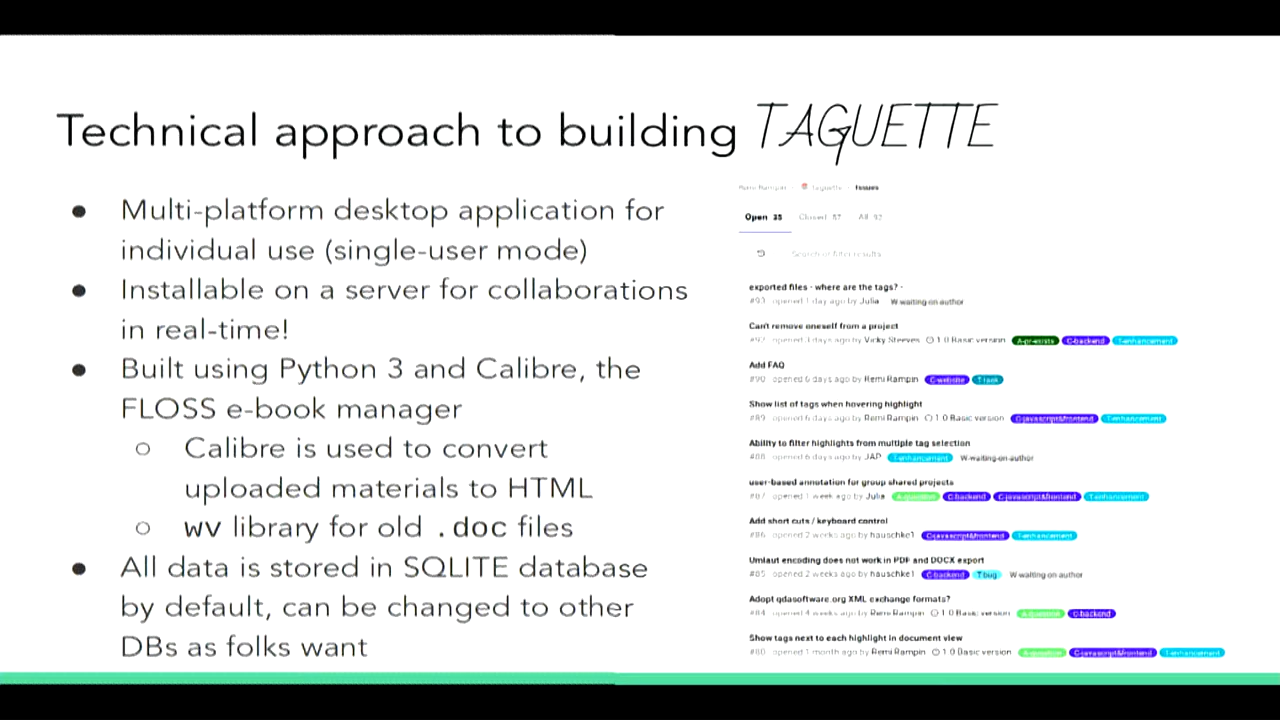 Technical approach to building TAGUETTE
● Multi-platform desktop application for
individual use (single-user mode)
● Installable on a server for collaborations
in real-time!
● Built using Python 3 and Calibre, the
FLOSS e-book manager
○ Calibre is used to convert
uploaded materials to HTML
○ wv library for old .doc files
● All data is stored in SQLITE database
by default, can be changed to other
DBs as folks want
Remi Rampin Taguette Issues
Open 35 Closed 57 All 92
Search or filter results
exported files - where are the tags? -
#93 opened 1 day ago by Julia W-waiting on author
Can't remove oneself from a project
#92 opened days ago by Vicky Steeves 1.0 Basic version C-backend T-enhancement
Add FAQ
#90 opened 6 days ago by Remi Rampin C-website T-task
Show list of tags when hovering highlight
#89 opened 6 days ago by Remi Rampin 1.0 Basic version C-javascript&frontend T-enhancement
Ability to filter highlights from multiple tag selection
#88 opened 6 days ago by JAP T-enhancement W-waiting-on-author
user-based annotation for group shared projects
#87 opened 1 week ago by Julia C-backend C-javascript&frontend T-enhancement
Add short cuts / keyboard control
#86 opened 2 weeks ago by hauschke1 C-javascript&frontend T-enhancement
Umlaut encoding does not work in PDF and DOCX export
#85 opened 2 weeks ago by hauschke1 C-backend T-bug W-waiting on author
Adopt qdasoftware.org XML exchange formats?
#84 opened 4 weeks ago by Remi Rampin 1.0 Basic version C-backend
Show tags next to each highlight in document view
#80 opened 1 month ago by Remi Rampin 1.0 Basic version C-javascript&frontend T-enhancement